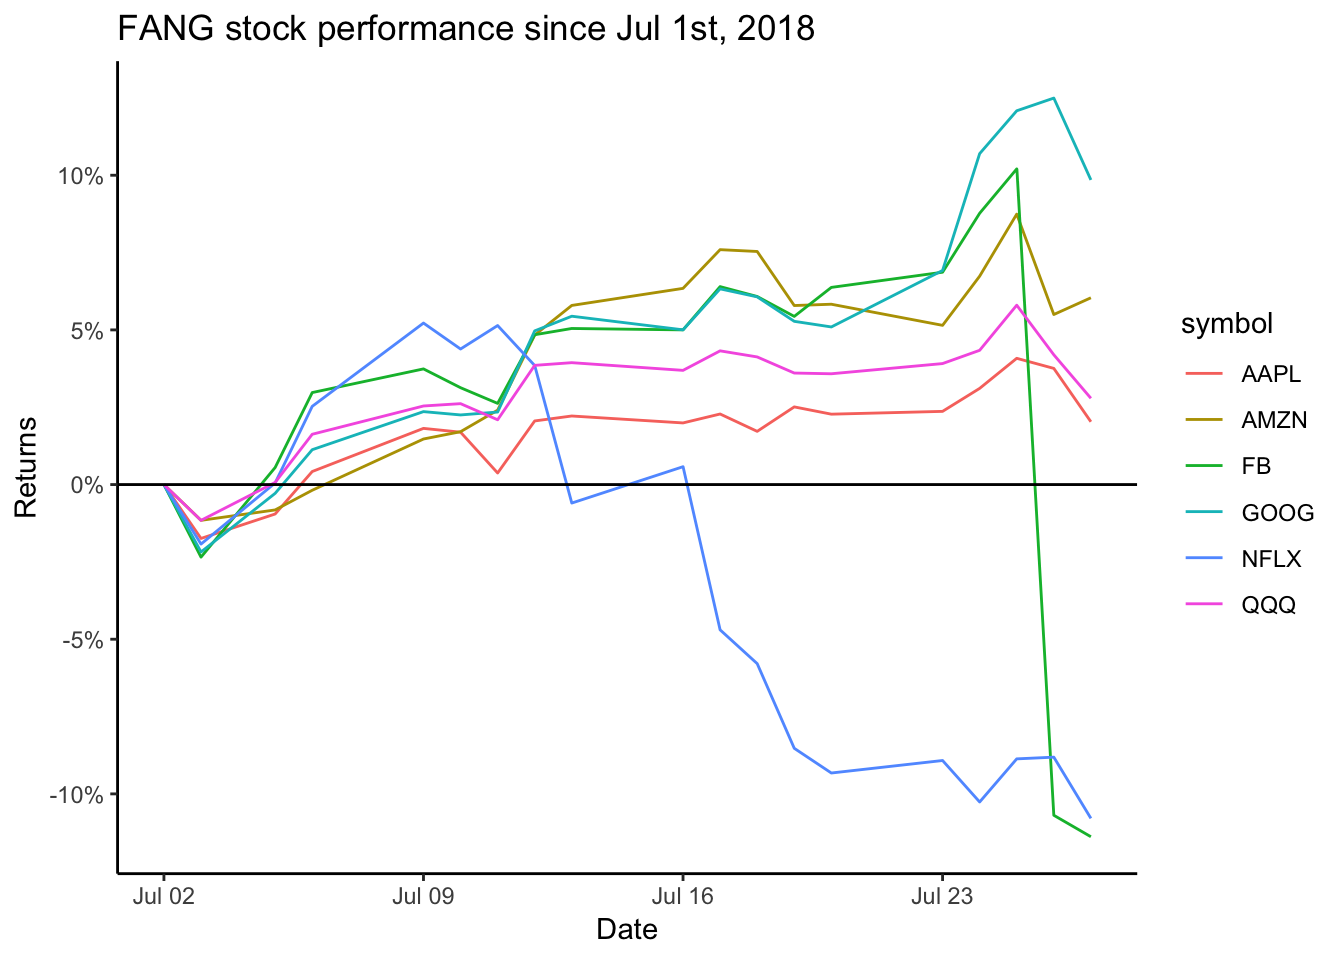 FANG stock performance since Jul 1st, 2018
10%
5%
0%
-5%
-10%
Returns
Jul 02
Jul 09
Jul 16
Jul 23
Date
symbol
AAPL
AMZN
FB
GOOG
NFLX
QQQ